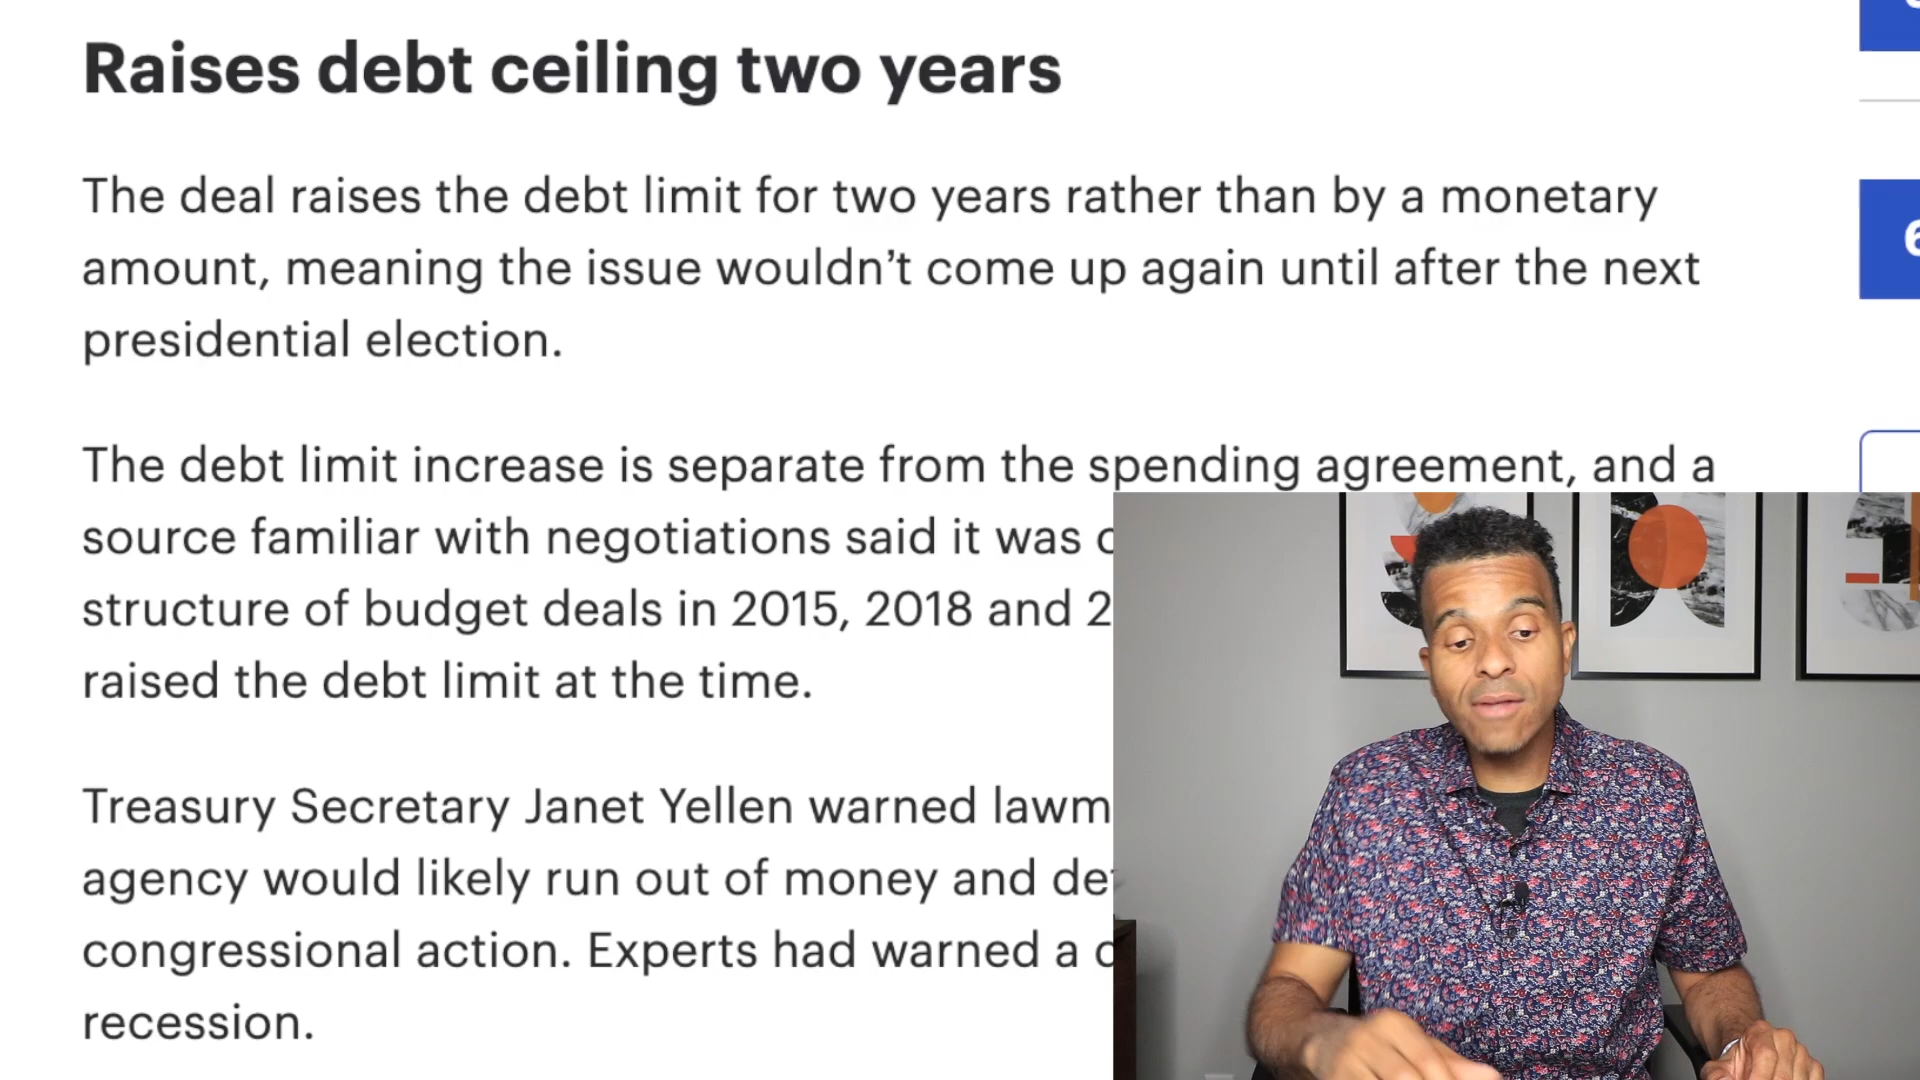 Raises debt ceiling two years
The deal raises the debt limit for two years rather than by a monetary
amount, meaning the issue wouldn’t come up again until after the next
presidential election.
The debt limit increase is separate from the spending agreement, and a
source familiar with negotiations said it was
structure of budget deals in 2015, 2018 and 2
raised the debt limit at the time.
Treasury Secretary Janet Yellen warned
agency would likely run out of money and
congressional action. Experts had warned a
recession.